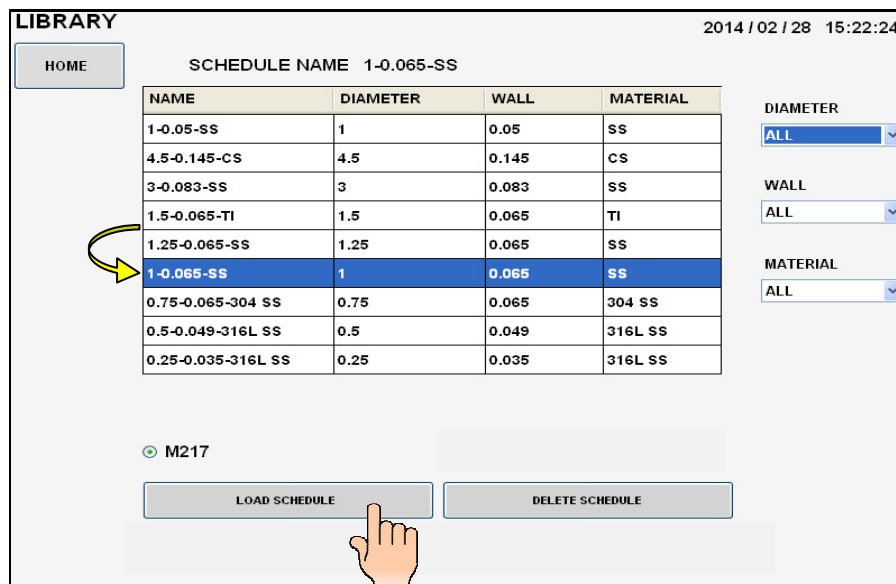 LIBRARY
2014 / 02 / 28 15:22:24
HOME
SCHEDULE NAME 1-0.065-SS
NAME DIAMETER WALL MATERIAL
1-0.05-SS 1 0.05 SS
4.5-0.145-CS 4.5 0.145 CS
3-0.083-SS 3 0.083 SS
1.5-0.065-TI 1.5 0.065 TI
1.25-0.065-SS 1.25 0.065 SS
1-0.065-SS 1 0.065 SS
0.75-0.065-304 SS 0.75 0.065 304 SS
0.5-0.049-316L SS 0.5 0.049 316L SS
0.25-0.035-316L SS 0.25 0.035 316L SS
DIAMETER
ALL
WALL
ALL
MATERIAL
ALL
M217
LOAD SCHEDULE DELETE SCHEDULE